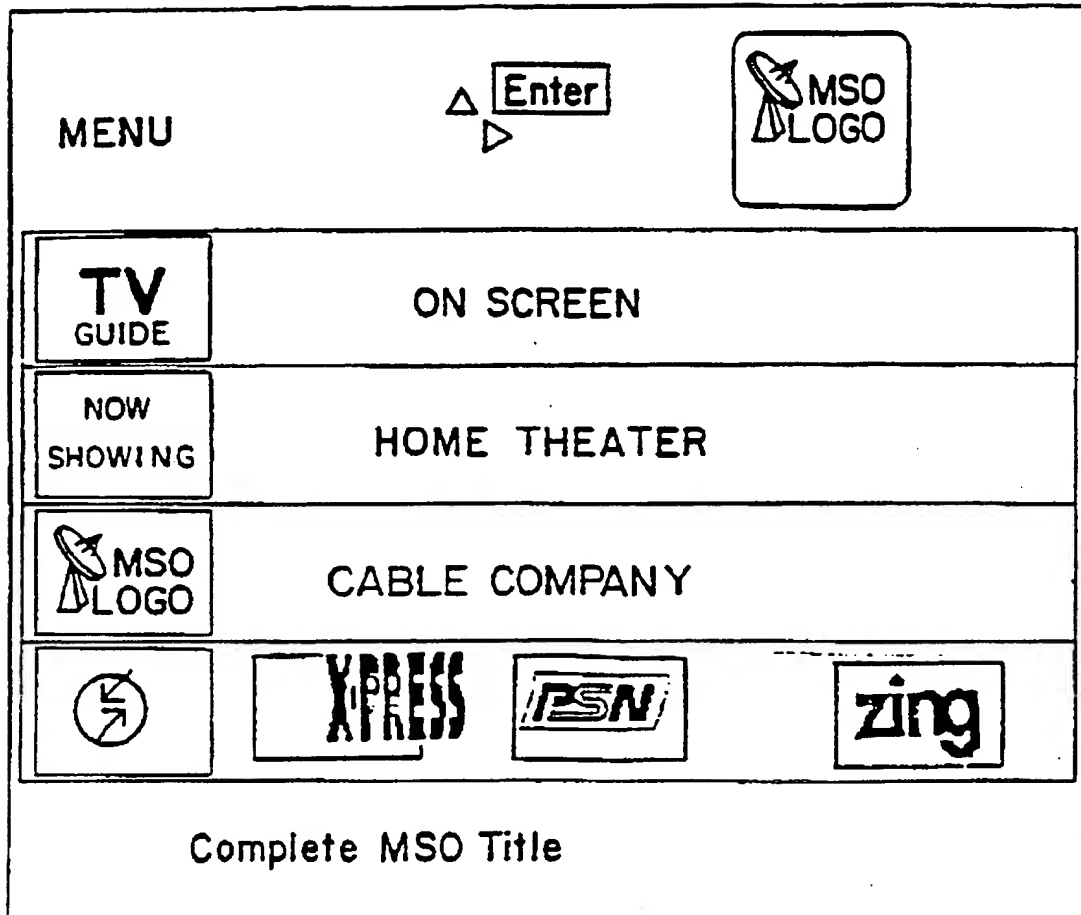 MENU
Enter
MSO
LOGO
TV
GUIDE
ON SCREEN
NOW
SHOWING
HOME THEATER
MSO
LOGO
CABLE COMPANY
X·PRESS
PSN
zing
Complete MSO Title